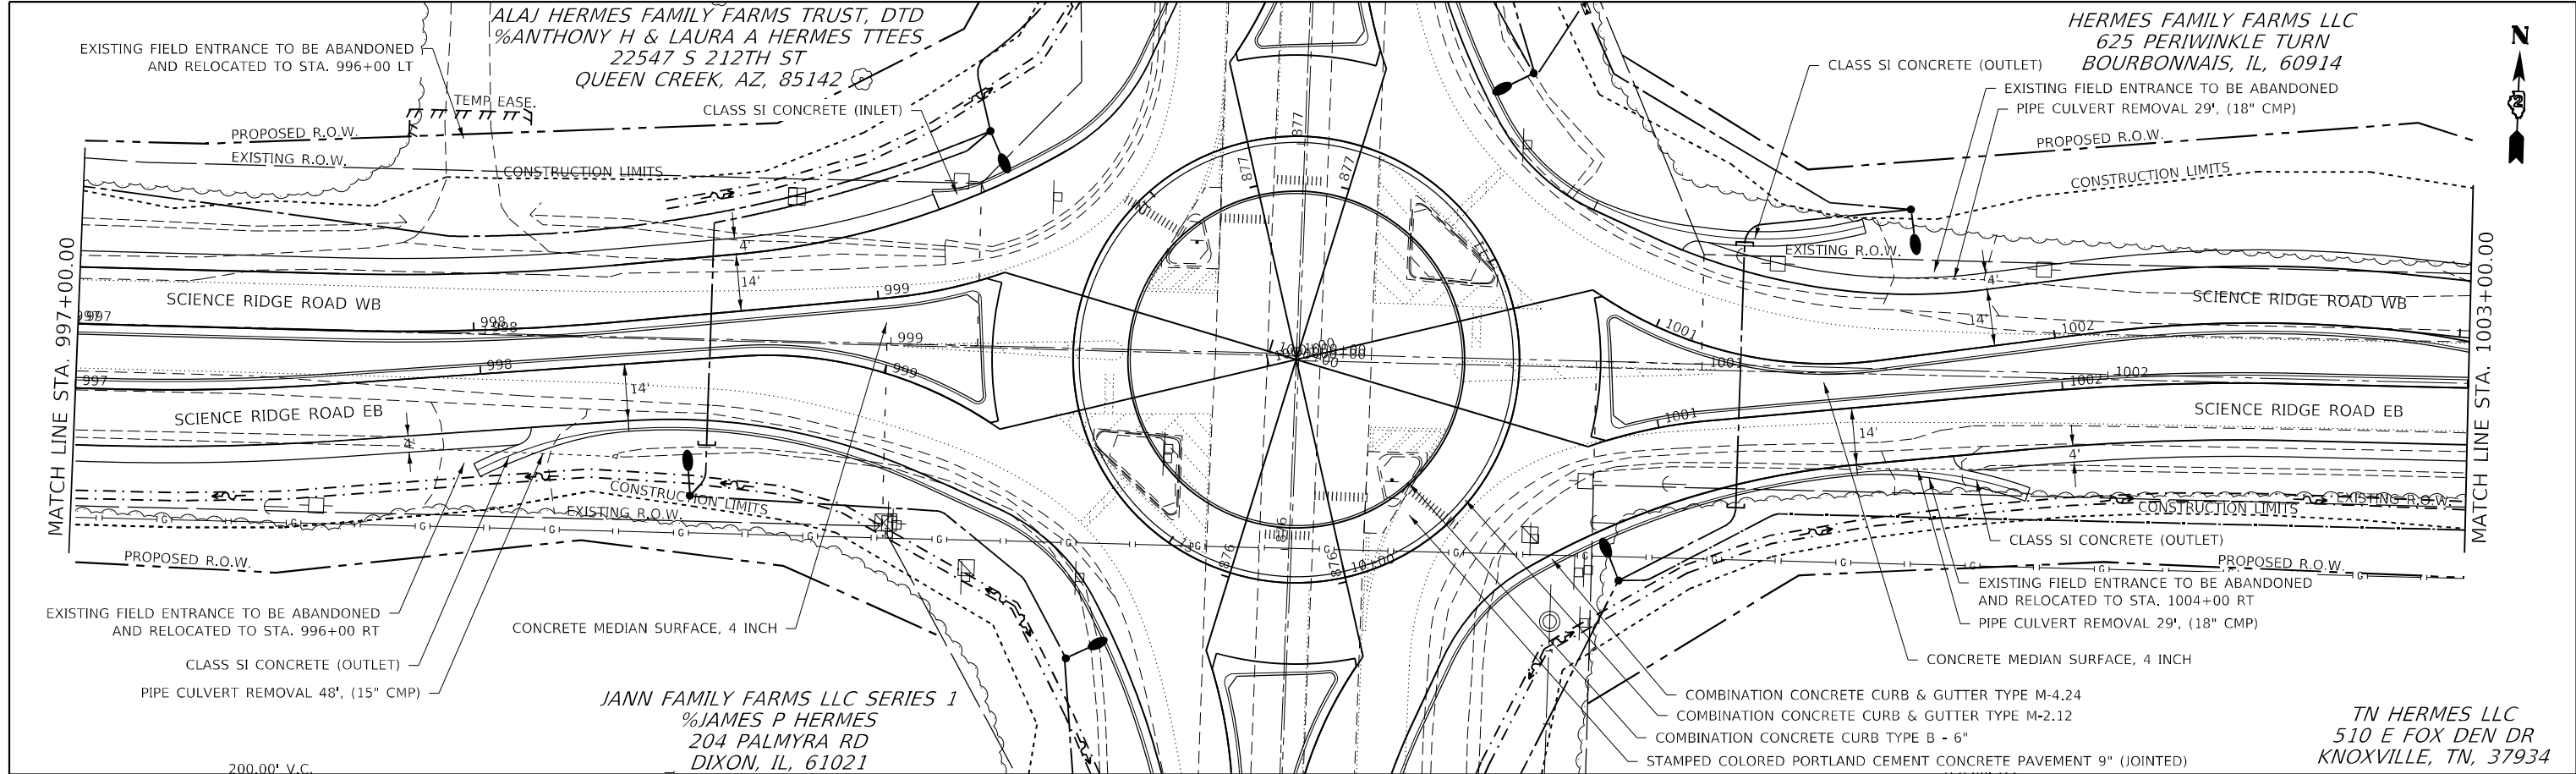 ALAJ HERMES FAMILY FARMS TRUST, DTD
%ANTHONY H & LAURA A HERMES TTEES
22547 S 212TH ST
QUEEN CREEK, AZ, 85142
HERMES FAMILY FARMS LLC
625 PERIWINKLE TURN
BOURBONNAIS, IL, 60914
N
EXISTING FIELD ENTRANCE TO BE ABANDONED
AND RELOCATED TO STA. 996+00 LT
TEMP EASE.
CLASS SI CONCRETE (INLET)
CLASS SI CONCRETE (OUTLET)
EXISTING FIELD ENTRANCE TO BE ABANDONED
PIPE CULVERT REMOVAL 29', (18" CMP)
PROPOSED R.O.W.
EXISTING R.O.W.
CONSTRUCTION LIMITS
PROPOSED R.O.W.
CONSTRUCTION LIMITS
EXISTING R.O.W.
877
877
877
4'
14'
4'
14'
MATCH LINE STA. 997+00.00
SCIENCE RIDGE ROAD WB
SCIENCE RIDGE ROAD WB
MATCH LINE STA. 1003+00.00
997
998
998
999
999
999
997
998
14'
1001
1001
1001
1002
1002
1002
14'
SCIENCE RIDGE ROAD EB
SCIENCE RIDGE ROAD EB
4'
4'
CONSTRUCTION LIMITS
EXISTING R.O.W.
PROPOSED R.O.W.
G G G G G G G G G G G G G G G G
876
876
876
10+00
EXISTING R.O.W.
CONSTRUCTION LIMITS
CLASS SI CONCRETE (OUTLET)
PROPOSED R.O.W.
EXISTING FIELD ENTRANCE TO BE ABANDONED
AND RELOCATED TO STA. 1004+00 RT
PIPE CULVERT REMOVAL 29', (18" CMP)
CONCRETE MEDIAN SURFACE, 4 INCH
EXISTING FIELD ENTRANCE TO BE ABANDONED
AND RELOCATED TO STA. 996+00 RT
CONCRETE MEDIAN SURFACE, 4 INCH
CLASS SI CONCRETE (OUTLET)
PIPE CULVERT REMOVAL 48', (15" CMP)
COMBINATION CONCRETE CURB & GUTTER TYPE M-4.24
COMBINATION CONCRETE CURB & GUTTER TYPE M-2.12
COMBINATION CONCRETE CURB TYPE B - 6"
STAMPED COLORED PORTLAND CEMENT CONCRETE PAVEMENT 9" (JOINTED)
JANN FAMILY FARMS LLC SERIES 1
%JAMES P HERMES
204 PALMYRA RD
DIXON, IL, 61021
TN HERMES LLC
510 E FOX DEN DR
KNOXVILLE, TN, 37934
200.00' V.C.